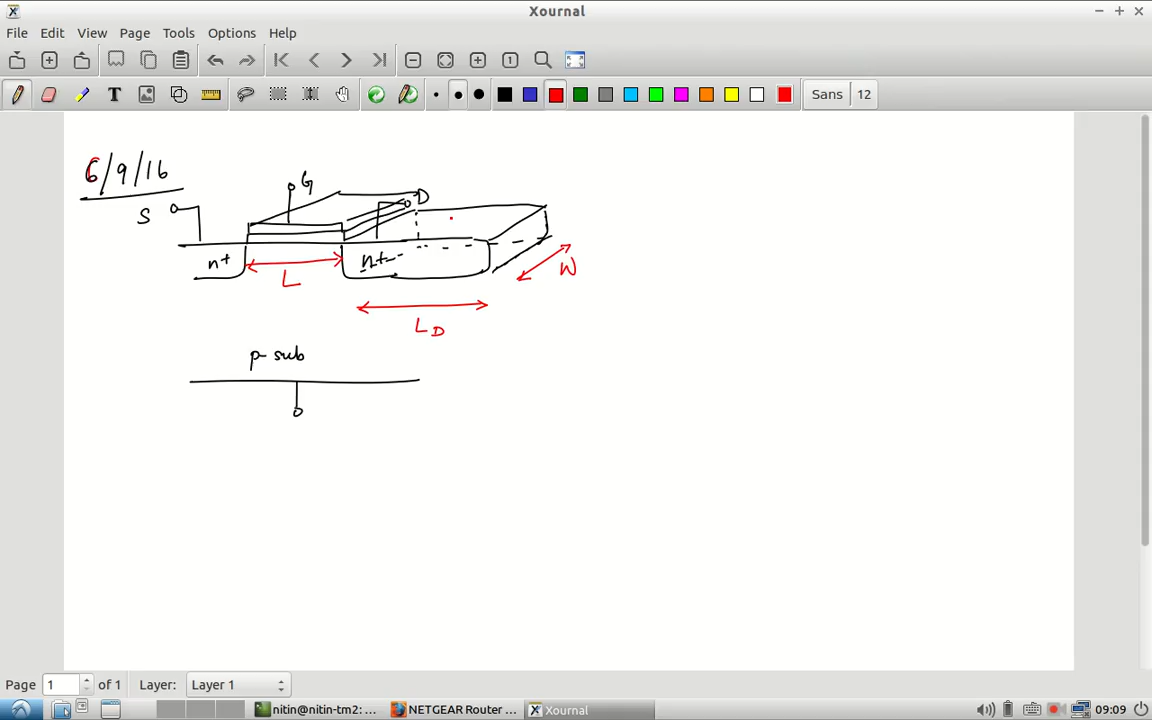 Xournal
File Edit View Page Tools Options Help
Sans 12
6/9/16
G
D
S
n+
n+
L
W
L_D
p-sub
Page 1 of 1 Layer: Layer 1
nitin@nitin-tm2: ... NETGEAR Router ... Xournal 09:09